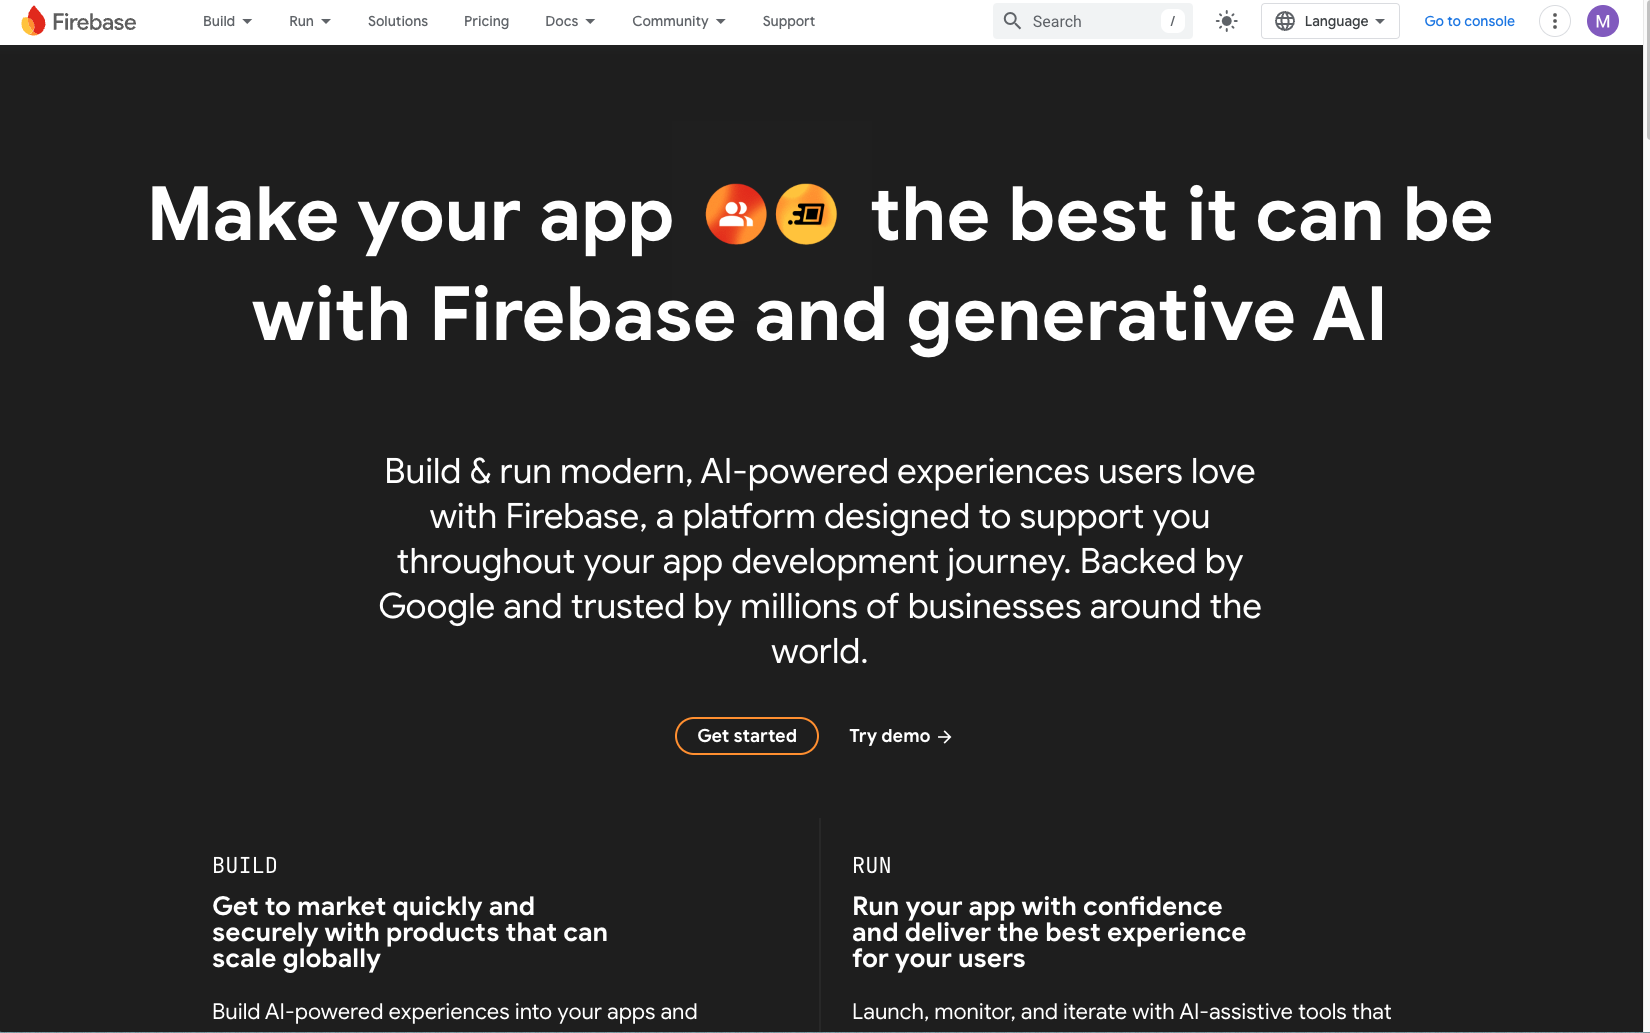 Firebase
Build
Run
Solutions
Pricing
Docs
Community
Support
Search
/
Language
Go to console
M
Make your app the best it can be
with Firebase and generative AI
Build & run modern, AI-powered experiences users love
with Firebase, a platform designed to support you
throughout your app development journey. Backed by
Google and trusted by millions of businesses around the
world.
Get started
Try demo →
BUILD
Get to market quickly and
securely with products that can
scale globally
Build AI-powered experiences into your apps and
RUN
Run your app with confidence
and deliver the best experience
for your users
Launch, monitor, and iterate with AI-assistive tools that